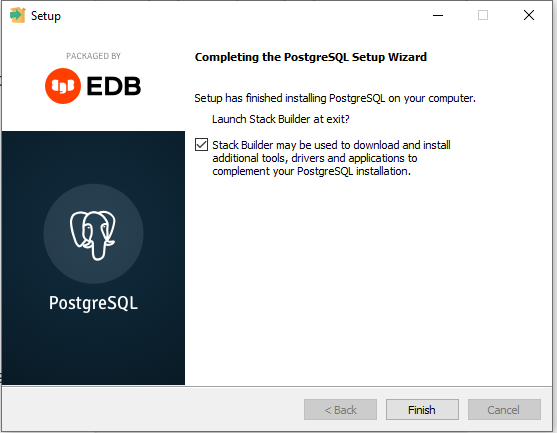 Setup
PACKAGED BY
EDB
Completing the PostgreSQL Setup Wizard
Setup has finished installing PostgreSQL on your computer.
Launch Stack Builder at exit?
Stack Builder may be used to download and install
additional tools, drivers and applications to
complement your PostgreSQL installation.
PostgreSQL
< Back
Finish
Cancel